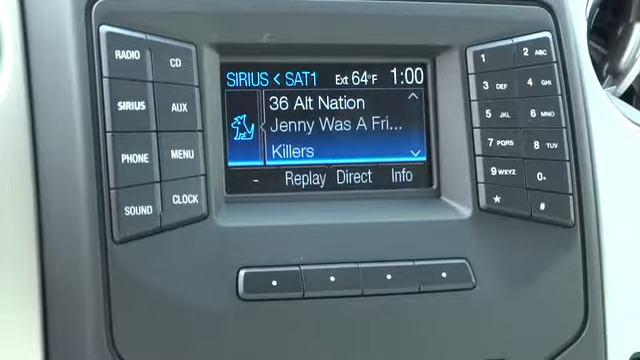 RADIO
CD
SIRIUS
AUX
PHONE
MENU
SOUND
CLOCK
SIRIUS < SAT1 Ext 64°F 1:00
36 Alt Nation
Jenny Was A Fri...
Killers
- Replay Direct Info
1
2 ABC
3 DEF
4 GHI
5 JKL
6 MNO
7 PQRS
8 TUV
9 WXYZ
0+
*
#